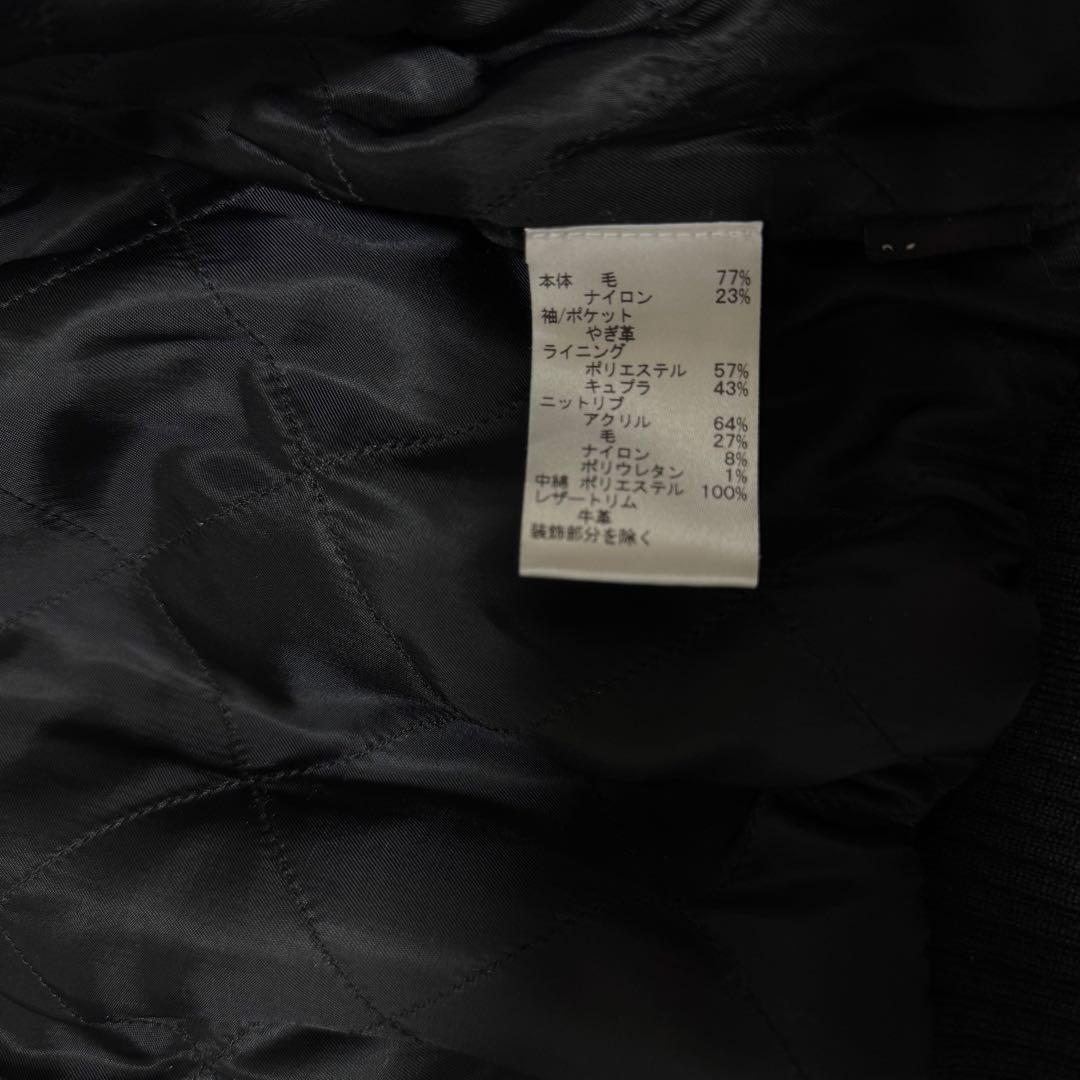 本体 毛 77%
ナイロン 23%
袖/ポケット
やぎ革
ライニング
ポリエステル 57%
キュプラ 43%
ニットリブ
アクリル 64%
毛 27%
ナイロン 8%
ポリウレタン 1%
中綿 ポリエステル 100%
レザートリム
牛革
装飾部分を除く